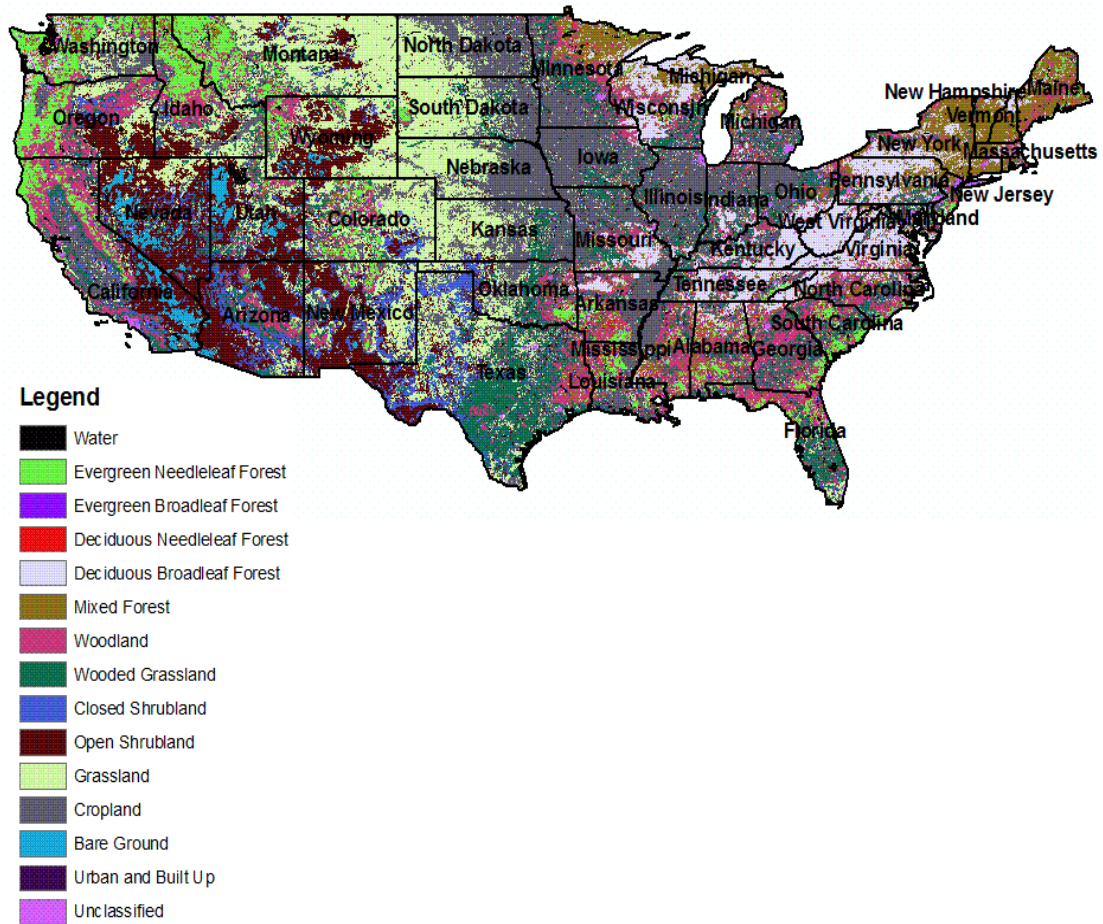 Washington
Montana
North Dakota
Minnesota
Michigan
New Hampshire
Maine
Vermont
Oregon
Idaho
South Dakota
Wisconsin
Michigan
New York
Massachusetts
Wyoming
Iowa
Nebraska
Pennsylvania
New Jersey
Nevada
Utah
Colorado
Kansas
Illinois
Indiana
Ohio
West Virginia
Maryland
Missouri
Kentucky
Virginia
California
Arizona
New Mexico
Oklahoma
Arkansas
Tennessee
North Carolina
South Carolina
Texas
Mississippi
Alabama
Georgia
Louisiana
Florida
Legend
Water
Evergreen Needleleaf Forest
Evergreen Broadleaf Forest
Deciduous Needleleaf Forest
Deciduous Broadleaf Forest
Mixed Forest
Woodland
Wooded Grassland
Closed Shrubland
Open Shrubland
Grassland
Cropland
Bare Ground
Urban and Built Up
Unclassified